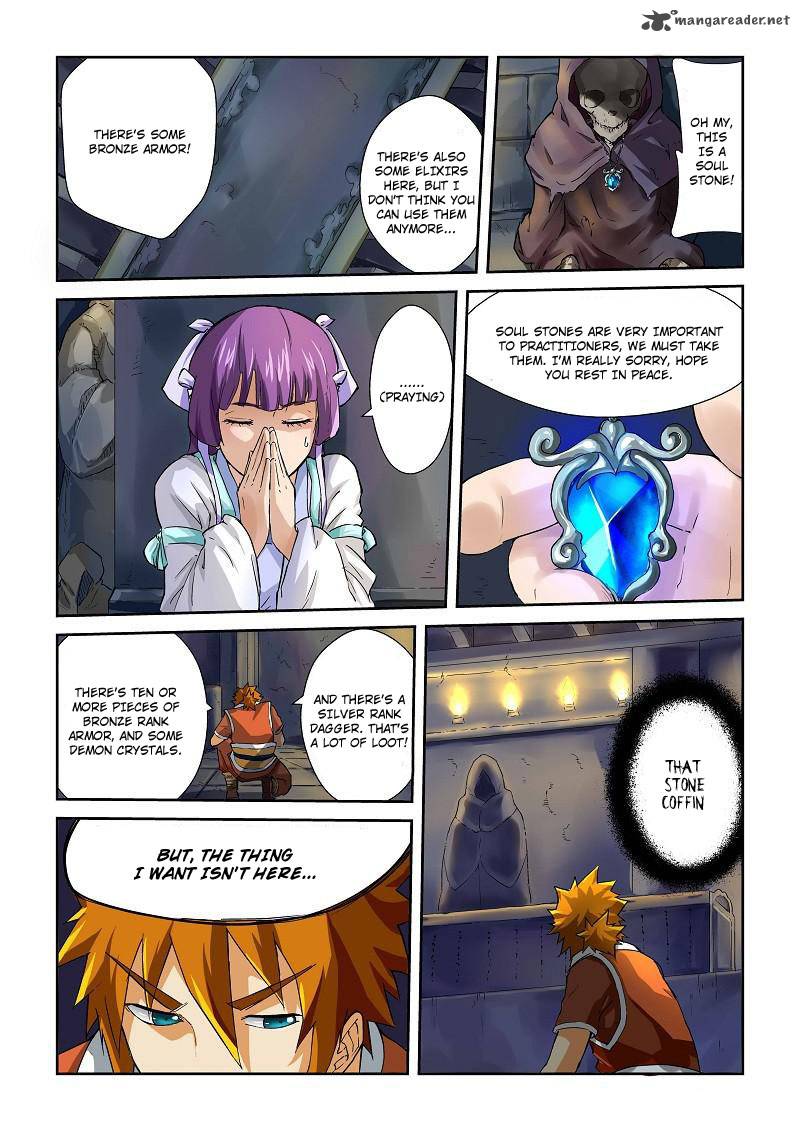 mangareader.net
THERE'S SOME
BRONZE ARMOR!
THERE'S ALSO
SOME ELIXIRS
HERE, BUT I
DON'T THINK YOU
CAN USE THEM
ANYMORE...
OH MY,
THIS IS
A SOUL
STONE!
......
(PRAYING)
SOUL STONES ARE VERY IMPORTANT
TO PRACTITIONERS, WE MUST TAKE
THEM. I'M REALLY SORRY, HOPE
YOU REST IN PEACE.
THERE'S TEN OR
MORE PIECES OF
BRONZE RANK
ARMOR, AND SOME
DEMON CRYSTALS.
AND THERE'S A
SILVER RANK
DAGGER. THAT'S
A LOT OF LOOT!
BUT, THE THING
I WANT ISN'T HERE...
THAT
STONE
COFFIN